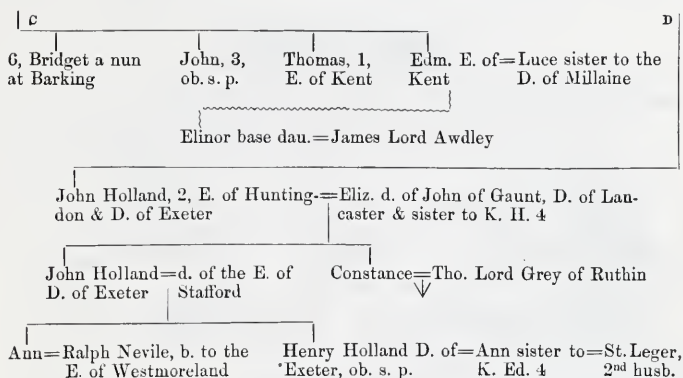 C D
6, Bridget a nun John, 3, Thomas, 1, Edm. E. of=Luce sister to the
at Barking ob. s. p. E. of Kent Kent D. of Millaine
Elinor base dau.=James Lord Awdley
John Holland, 2, E. of Hunting-=Eliz. d. of John of Gaunt, D. of Lan-
don & D. of Exeter caster & sister to K. H. 4
John Holland=d. of the E. of Constance=Tho. Lord Grey of Ruthin
D. of Exeter Stafford
Ann=Ralph Nevile, b. to the Henry Holland D. of=Ann sister to=St. Leger,
E. of Westmoreland Exeter, ob. s. p. K. Ed. 4 2nd husb.